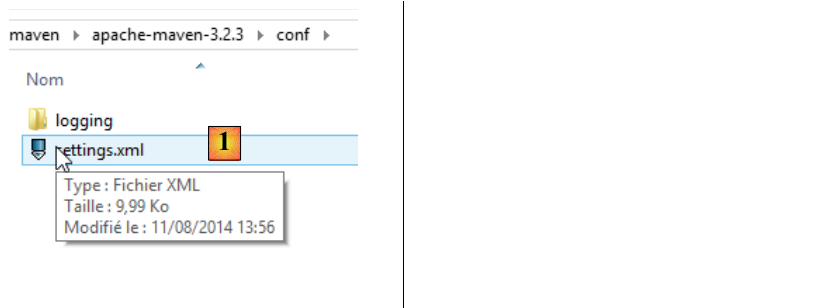 maven apache-maven-3.2.3 conf
Nom
logging
settings.xml 1
Type : Fichier XML
Taille : 9,99 Ko
Modifié le : 11/08/2014 13:56